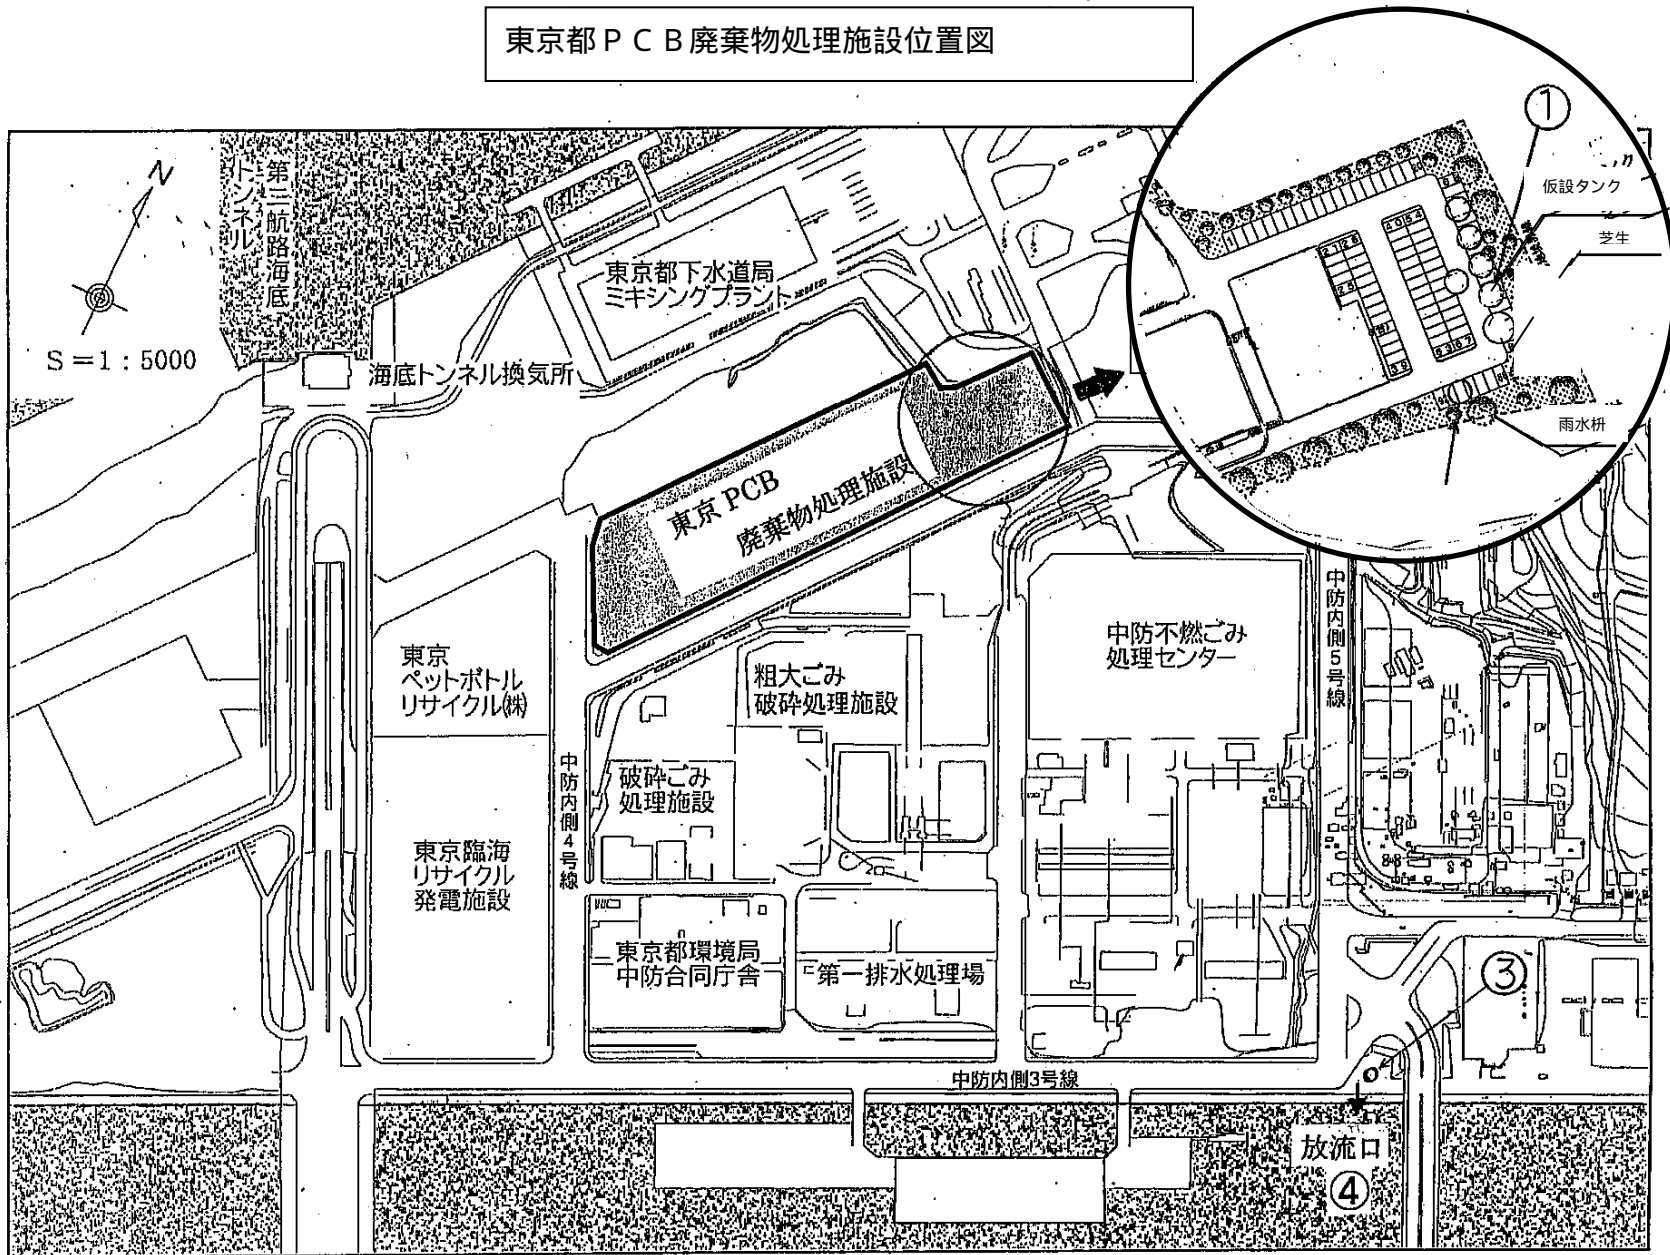 東京都ＰＣＢ廃棄物処理施設位置図
①
仮設タンク
芝生
雨水枡
N
S＝1：5000
第二航路海底
トンネル
海底トンネル換気所
東京都下水道局
ミキシングプラント
東京PCB
廃棄物処理施設
東京
ペットボトル
リサイクル㈱
粗大ごみ
破砕処理施設
中防不燃ごみ
処理センター
中防内側5号線
破砕ごみ
処理施設
中防内側4号線
東京臨海
リサイクル
発電施設
東京都環境局
中防合同庁舎
第一排水処理場
③
中防内側3号線
放流口
④